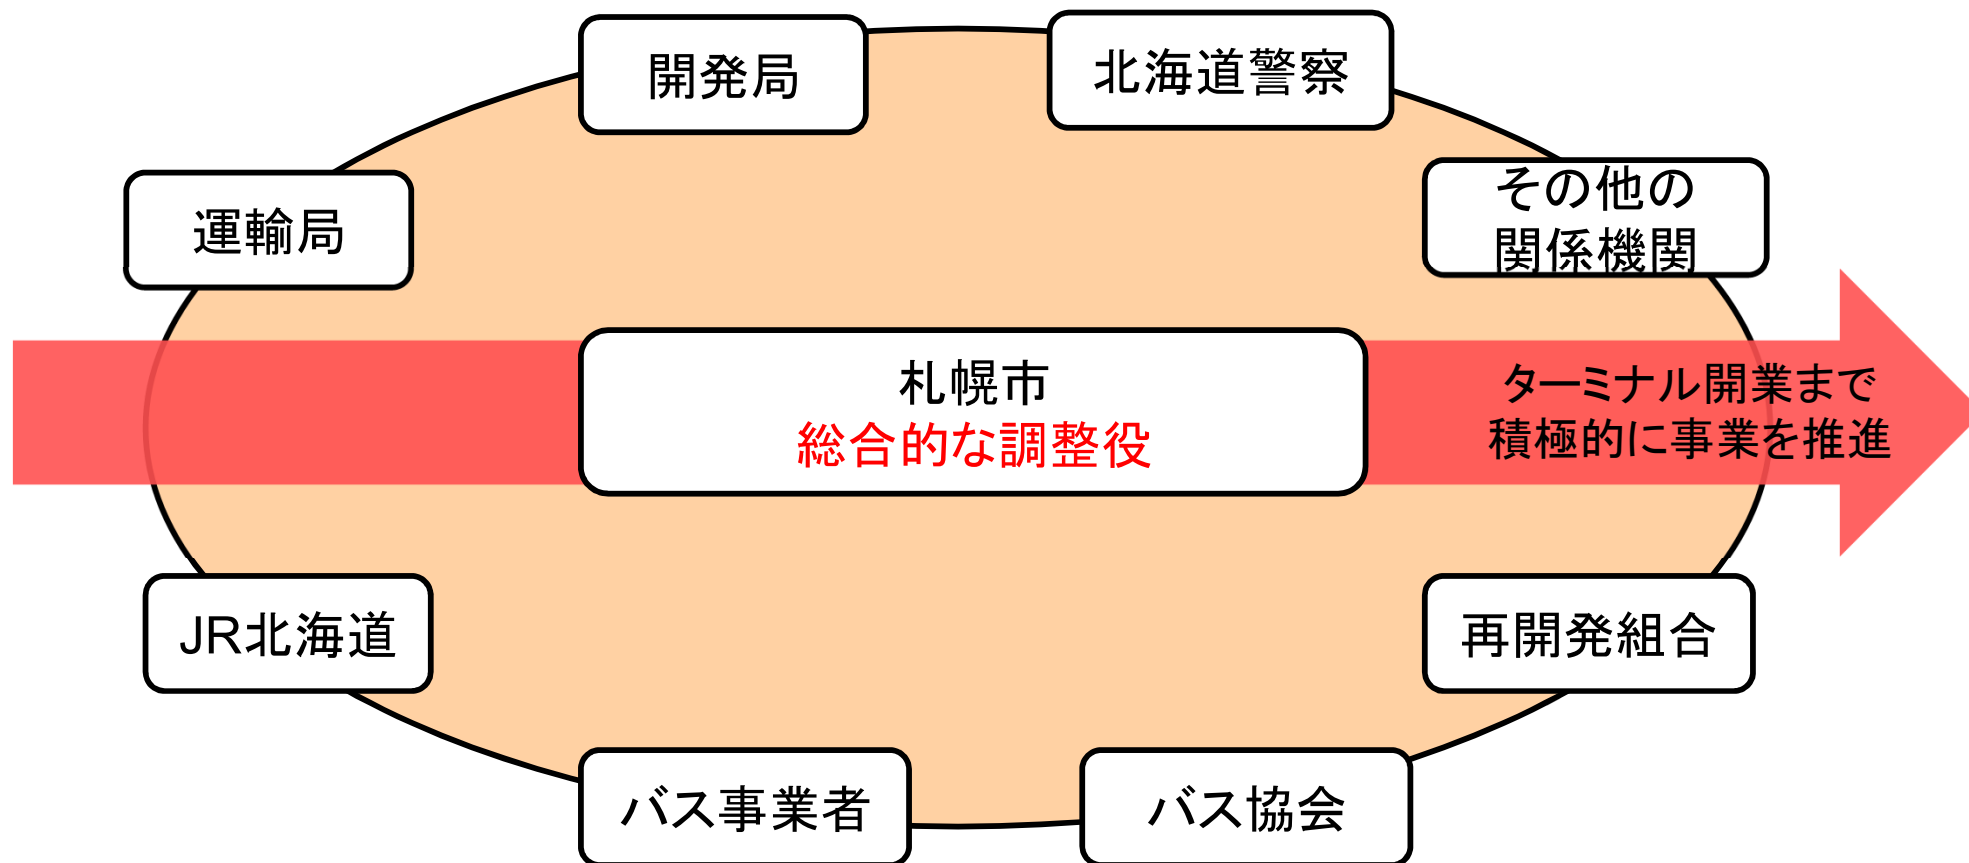 開発局
北海道警察
運輸局
その他の
関係機関
札幌市
総合的な調整役
ターミナル開業まで
積極的に事業を推進
JR北海道
再開発組合
バス事業者
バス協会